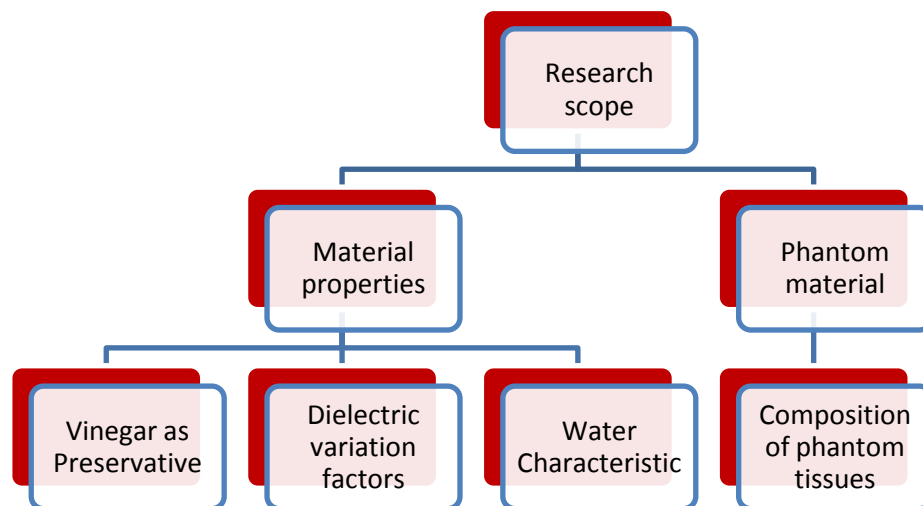 Research
scope
Material
properties
Phantom
material
Vinegar as
Preservative
Dielectric
variation
factors
Water
Characteristic
Composition
of phantom
tissues